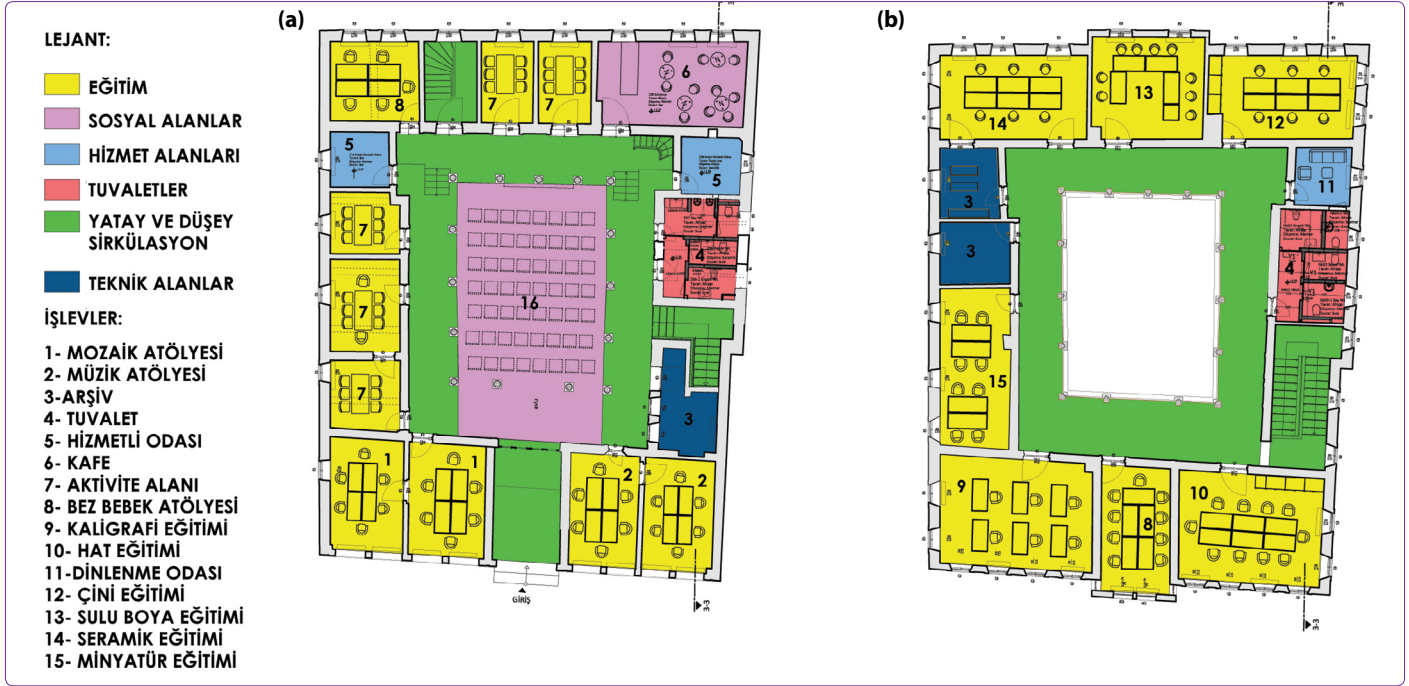 LEJANT:
EĞİTİM
SOSYAL ALANLAR
HİZMET ALANLARI
TUVALETLER
YATAY VE DÜŞEY
SİRKÜLASYON
TEKNİK ALANLAR
İŞLEVLER:
1- MOZAİK ATÖLYESİ
2- MÜZİK ATÖLYESİ
3-ARŞİV
4- TUVALET
5- HİZMETLİ ODASI
6- KAFE
7- AKTİVİTE ALANI
8- BEZ BEBEK ATÖLYESİ
9- KALİGRAFİ EĞİTİMİ
10- HAT EĞİTİMİ
11-DİNLENME ODASI
12- ÇİNİ EĞİTİMİ
13- SULU BOYA EĞİTİMİ
14- SERAMİK EĞİTİMİ
15- MİNYATÜR EĞİTİMİ
(a)
8
7
7
6
5
5
7
4
7
16
7
3
1
1
2
2
GİRİŞ
3-3
(b)
14
13
12
3
11
3
4
15
9
8
10
3-3